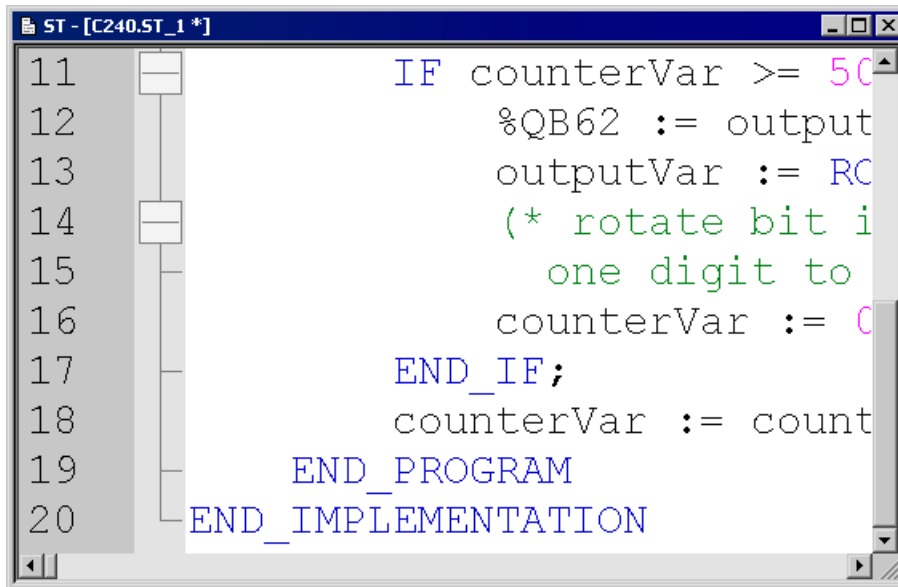 ST - [C240.ST_1 *]
11 IF counterVar >= 50
12 %QB62 := output
13 outputVar := RO
14 (* rotate bit i
15 one digit to
16 counterVar := 0
17 END_IF;
18 counterVar := count
19 END_PROGRAM
20 END_IMPLEMENTATION